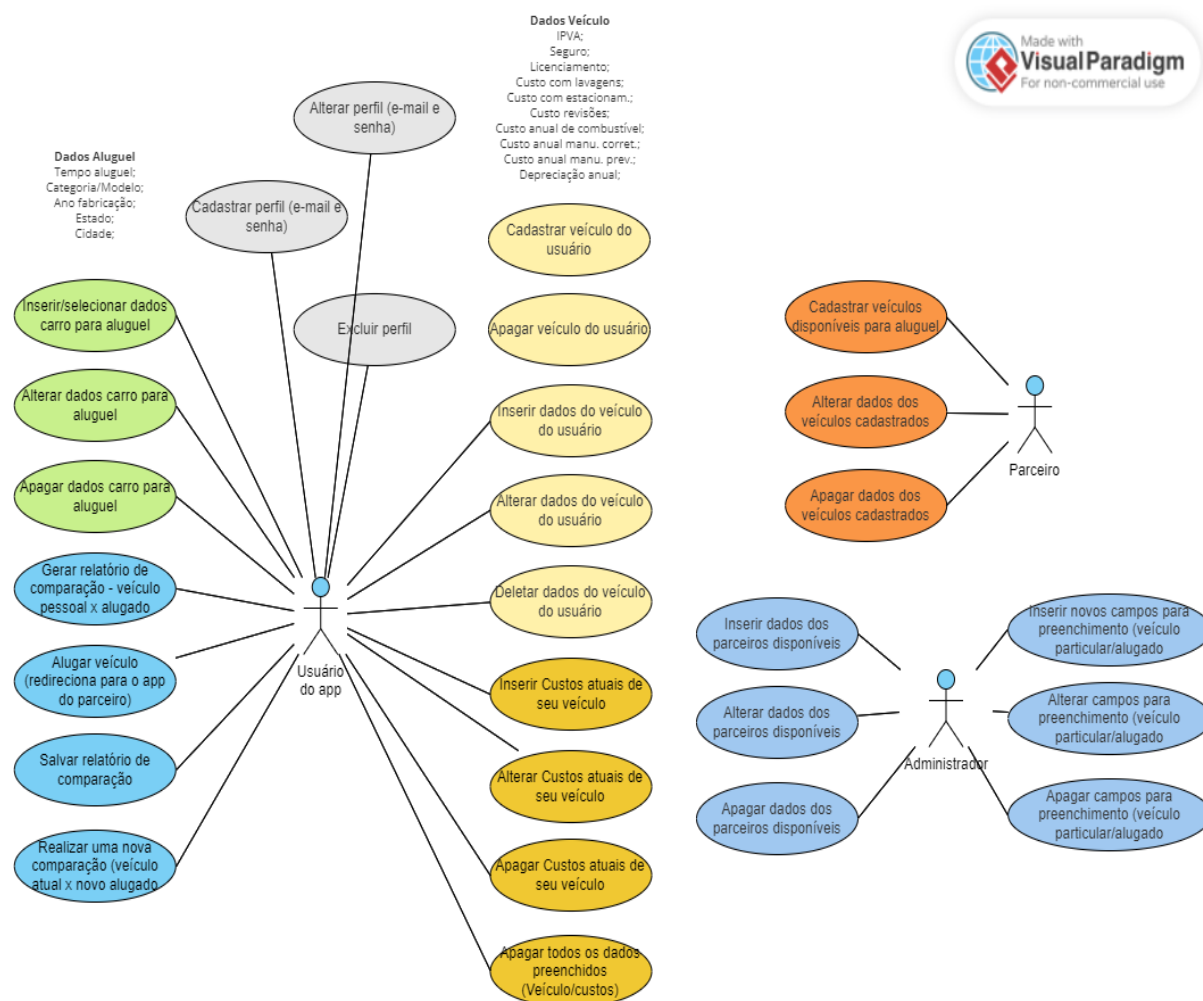 Dados Veículo
IPVA;
Seguro;
Licenciamento;
Custo com lavagens;
Custo com estacionam.;
Custo revisões;
Custo anual de combustível;
Custo anual manu. corret.;
Custo anual manu. prev.;
Depreciação anual;
Made with
Visual Paradigm
For non-commercial use
Alterar perfil (e-mail e
senha)
Dados Aluguel
Tempo aluguel;
Categoria/Modelo;
Ano fabricação;
Estado;
Cidade;
Cadastrar perfil (e-mail e
senha)
Excluir perfil
Inserir/selecionar dados
carro para aluguel
Alterar dados carro para
aluguel
Apagar dados carro para
aluguel
Gerar relatório de
comparação - veículo
pessoal x alugado
Alugar veículo
(redireciona para o app
do parceiro)
Salvar relatório de
comparação
Realizar uma nova
comparação (veículo
atual x novo alugado
Usuário
do app
Cadastrar veículo do
usuário
Apagar veículo do usuário
Inserir dados do veículo
do usuário
Alterar dados do veículo
do usuário
Deletar dados do veículo
do usuário
Inserir Custos atuais de
seu veículo
Alterar Custos atuais de
seu veículo
Apagar Custos atuais de
seu veículo
Apagar todos os dados
preenchidos
(Veículo/custos)
Cadastrar veículos
disponíveis para aluguel
Alterar dados dos
veículos cadastrados
Apagar dados dos
veículos cadastrados
Parceiro
Inserir dados dos
parceiros disponíveis
Alterar dados dos
parceiros disponíveis
Apagar dados dos
parceiros disponíveis
Administrador
Inserir novos campos para
preenchimento (veículo
particular/alugado
Alterar campos para
preenchimento (veículo
particular/alugado
Apagar campos para
preenchimento (veículo
particular/alugado